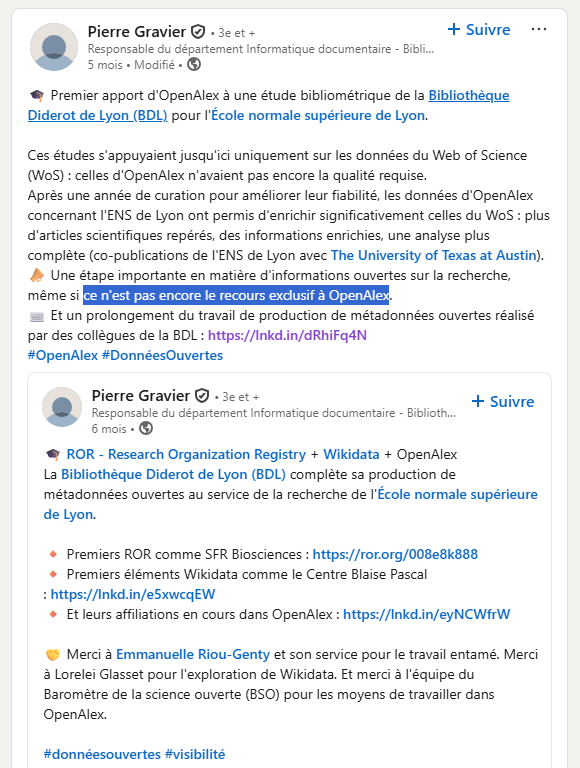 Pierre Gravier • 3e et +
+ Suivre ...
Responsable du département Informatique documentaire - Bibli...
5 mois • Modifié •
🎓 Premier apport d'OpenAlex à une étude bibliométrique de la Bibliothèque
Diderot de Lyon (BDL) pour l'École normale supérieure de Lyon.
Ces études s'appuyaient jusqu'ici uniquement sur les données du Web of Science
(WoS) : celles d'OpenAlex n'avaient pas encore la qualité requise.
Après une année de curation pour améliorer leur fiabilité, les données d'OpenAlex
concernant l'ENS de Lyon ont permis d'enrichir significativement celles du WoS : plus
d'articles scientifiques repérés, des informations enrichies, une analyse plus
complète (co-publications de l'ENS de Lyon avec The University of Texas at Austin).
📣 Une étape importante en matière d'informations ouvertes sur la recherche,
même si ce n'est pas encore le recours exclusif à OpenAlex.
⌨️ Et un prolongement du travail de production de métadonnées ouvertes réalisé
par des collègues de la BDL : https://lnkd.in/dRhiFq4N
#OpenAlex #DonnéesOuvertes
Pierre Gravier • 3e et +
+ Suivre
Responsable du département Informatique documentaire - Biblioth...
6 mois •
🎓 ROR - Research Organization Registry + Wikidata + OpenAlex
La Bibliothèque Diderot de Lyon (BDL) complète sa production de
métadonnées ouvertes au service de la recherche de l'École normale supérieure
de Lyon.
🔸 Premiers ROR comme SFR Biosciences : https://ror.org/008e8k888
🔸 Premiers éléments Wikidata comme le Centre Blaise Pascal
: https://lnkd.in/e5xwcqEW
🔸 Et leurs affiliations en cours dans OpenAlex : https://lnkd.in/eyNCWfrW
🤝 Merci à Emmanuelle Riou-Genty et son service pour le travail entamé. Merci
à Lorelei Glasset pour l'exploration de Wikidata. Et merci à l'équipe du
Baromètre de la science ouverte (BSO) pour les moyens de travailler dans
OpenAlex.
#donnéesouvertes #visibilité